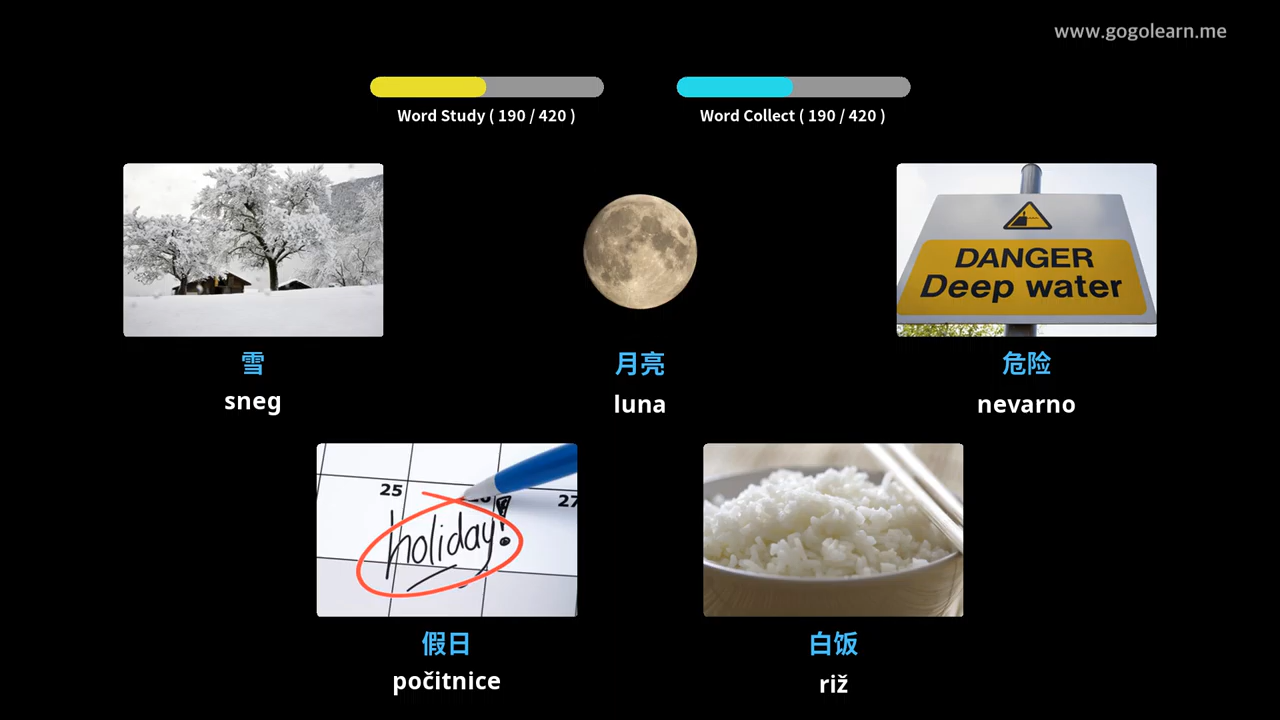 www.gogolearn.me
Word Study ( 190 / 420 )
Word Collect ( 190 / 420 )
DANGER
Deep water
雪
月亮
危险
sneg
luna
nevarno
25
27
holiday!
假日
白饭
počitnice
riž